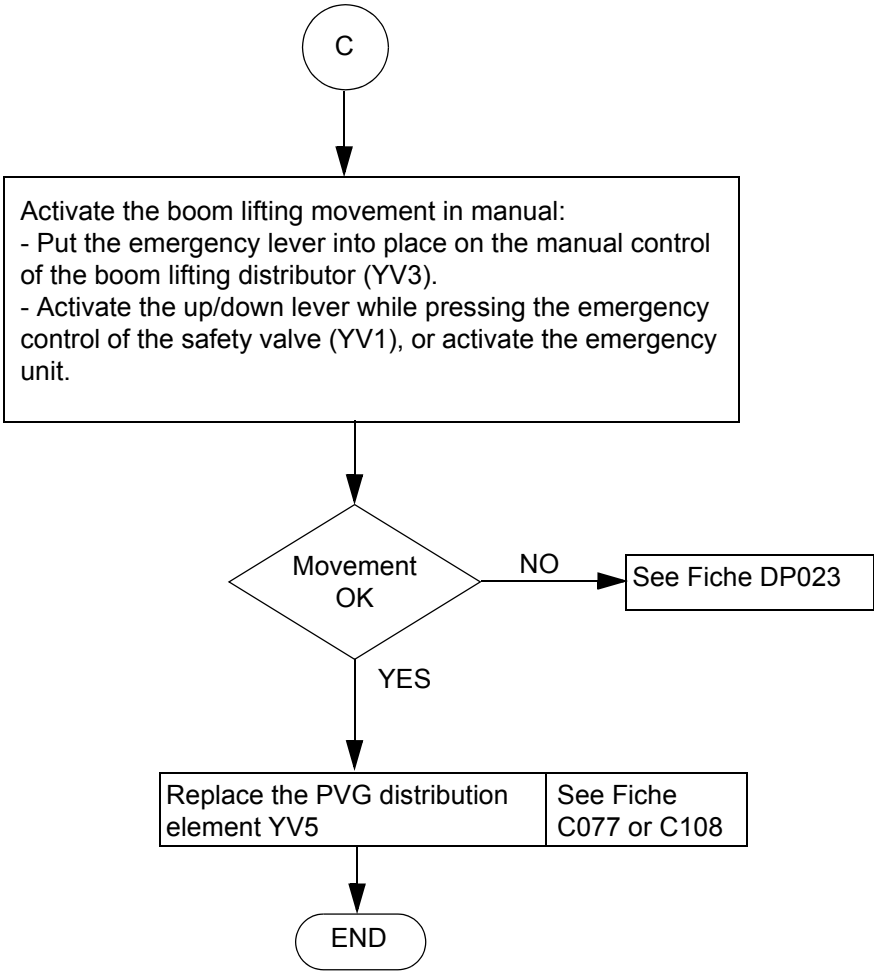 C
Activate the boom lifting movement in manual:
- Put the emergency lever into place on the manual control
of the boom lifting distributor (YV3).
- Activate the up/down lever while pressing the emergency
control of the safety valve (YV1), or activate the emergency
unit.
Movement
OK
NO
See Fiche DP023
YES
Replace the PVG distribution
element YV5
See Fiche
C077 or C108
END